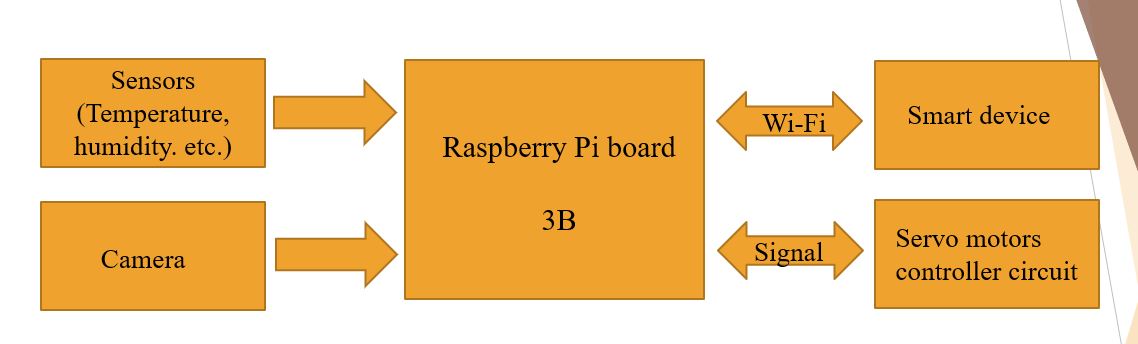 Sensors
(Temperature,
humidity. etc.)
Camera
Raspberry Pi board
3B
Wi-Fi
Signal
Smart device
Servo motors
controller circuit